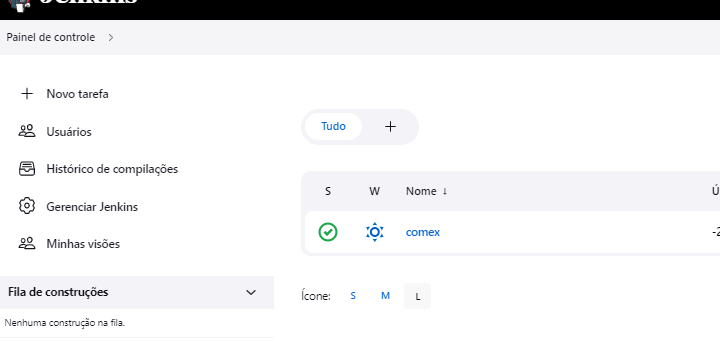 Jenkins
Painel de controle
Novo tarefa
Usuários
Histórico de compilações
Gerenciar Jenkins
Minhas visões
Fila de construções
Nenhuma construção na fila.
Tudo
S W Nome ↓
comex
Ícone: S M L